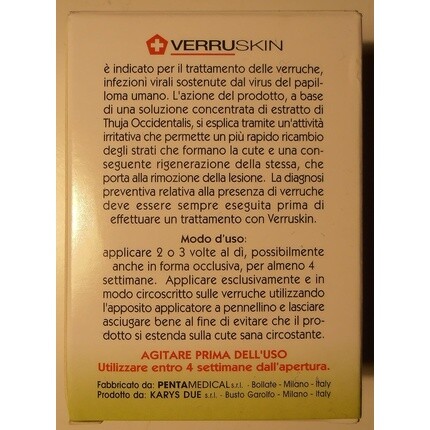 VERRUSKIN
è indicato per il trattamento delle verruche,
infezioni virali sostenute dal virus del papil-
loma umano. L'azione del prodotto, a base
di una soluzione concentrata di estratto di
Thuja Occidentalis, si esplica tramite un'attività
irritativa che permette un più rapido ricambio
degli strati che formano la cute e una con-
seguente rigenerazione della stessa, che
porta alla rimozione della lesione. La diagnosi
preventiva relativa alla presenza di verruche
deve essere sempre eseguita prima di
effettuare un trattamento con Verruskin.
Modo d'uso:
applicare 2 o 3 volte al dì, possibilmente
anche in forma occlusiva, per almeno 4
settimane. Applicare esclusivamente e in
modo circoscritto sulle verruche utilizzando
l'apposito applicatore a pennellino e lasciare
asciugare bene al fine di evitare che il pro-
dotto si estenda sulla cute sana circostante.
AGITARE PRIMA DELL'USO
Utilizzare entro 4 settimane dall'apertura.
Fabbricato da: PENTAMEDICAL s.r.l. - Bollate - Milano - Italy
Prodotto da: KARYS DUE s.r.l. - Busto Garolfo - Milano - Italy